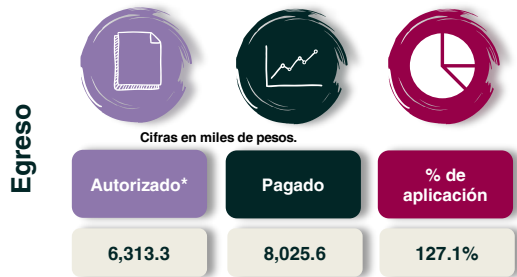 Egreso
Cifras en miles de pesos.
Autorizado*
Pagado
% de
aplicación
6,313.3
8,025.6
127.1%